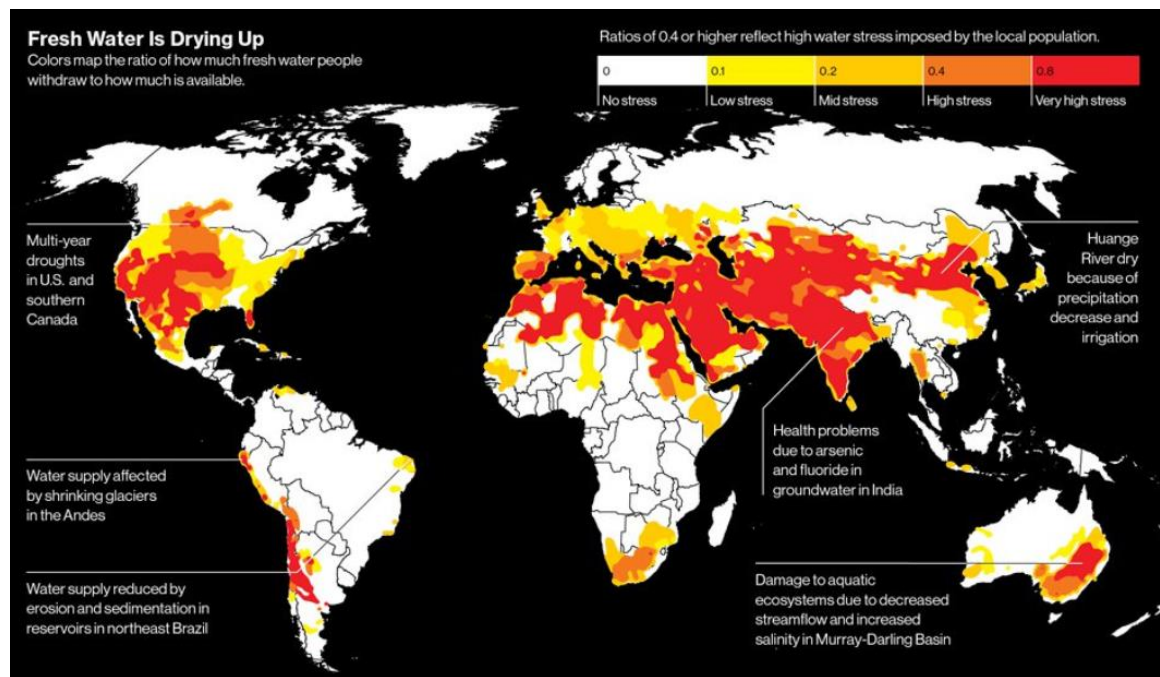 Fresh Water Is Drying Up
Colors map the ratio of how much fresh water people
withdraw to how much is available.
Ratios of 0.4 or higher reflect high water stress imposed by the local population.
0 0.1 0.2 0.4 0.8
No stress Low stress Mid stress High stress Very high stress
Multi-year
droughts
in U.S. and
southern
Canada
Huange
River dry
because of
precipitation
decrease and
irrigation
Health problems
due to arsenic
and fluoride in
groundwater in India
Water supply affected
by shrinking glaciers
in the Andes
Water supply reduced by
erosion and sedimentation in
reservoirs in northeast Brazil
Damage to aquatic
ecosystems due to decreased
streamflow and increased
salinity in Murray-Darling Basin